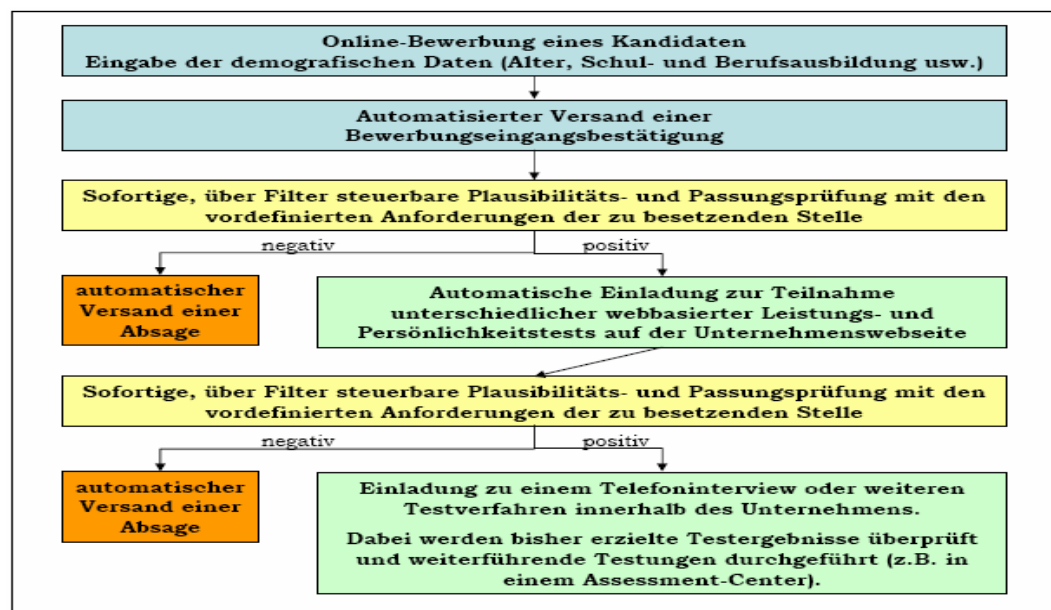 Online-Bewerbung eines Kandidaten
Eingabe der demografischen Daten (Alter, Schul- und Berufsausbildung usw.)
Automatisierter Versand einer
Bewerbungseingangsbestätigung
Sofortige, über Filter steuerbare Plausibilitäts- und Passungsprüfung mit den
vordefinierten Anforderungen der zu besetzenden Stelle
negativ
positiv
automatischer
Versand einer
Absage
Automatische Einladung zur Teilnahme
unterschiedlicher webbasierter Leistungs- und
Persönlichkeitstests auf der Unternehmenswebseite
Sofortige, über Filter steuerbare Plausibilitäts- und Passungsprüfung mit den
vordefinierten Anforderungen der zu besetzenden Stelle
negativ
positiv
automatischer
Versand einer
Absage
Einladung zu einem Telefoninterview oder weiteren
Testverfahren innerhalb des Unternehmens.
Dabei werden bisher erzielte Testergebnisse überprüft
und weiterführende Testungen durchgeführt (z.B. in
einem Assessment-Center).